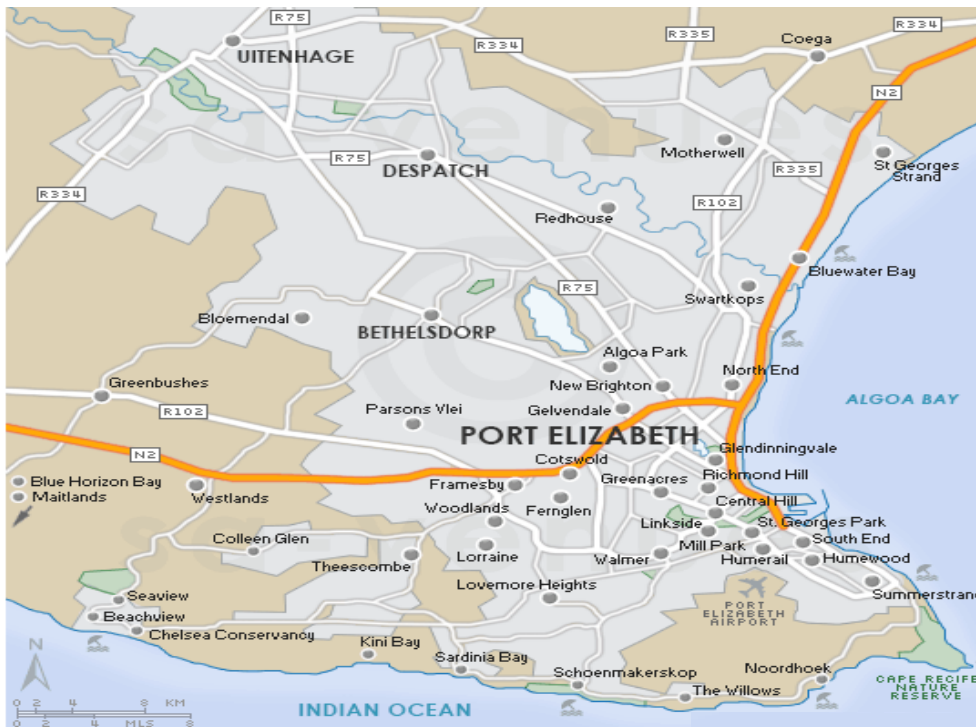 R75
UITENHAGE
R334
R335
Coega
R334
N2
Motherwell
R335
St Georges
Strand
R75
DESPATCH
R334
R102
Redhouse
Bluewater Bay
R75
Swartkops
Bloemendal
BETHELSDORP
Algoa Park
Greenbushes
New Brighton
North End
R102
Parsons Vlei
Gelvendale
ALGOA BAY
PORT ELIZABETH
N2
Cotswold
Glendinningvale
Blue Horizon Bay
Maitlands
Westlands
Framesby
Greenacres
Richmond Hill
Woodlands
Fernglen
Central Hill
Linkside
St. Georges Park
Colleen Glen
Theescombe
Lorraine
Walmer
Mill Park
South End
Humerail
Humewood
Lovemore Heights
Summerstrand
Seaview
Beachview
PORT
ELIZABETH
AIRPORT
Chelsea Conservancy
Kini Bay
Sardinia Bay
Schoenmakerskop
Noordhoek
The Willows
CAPE RECIFE
NATURE
RESERVE
N
0 2 4 8 KM
0 2 4 8
MLS
INDIAN OCEAN
sa-venues
©